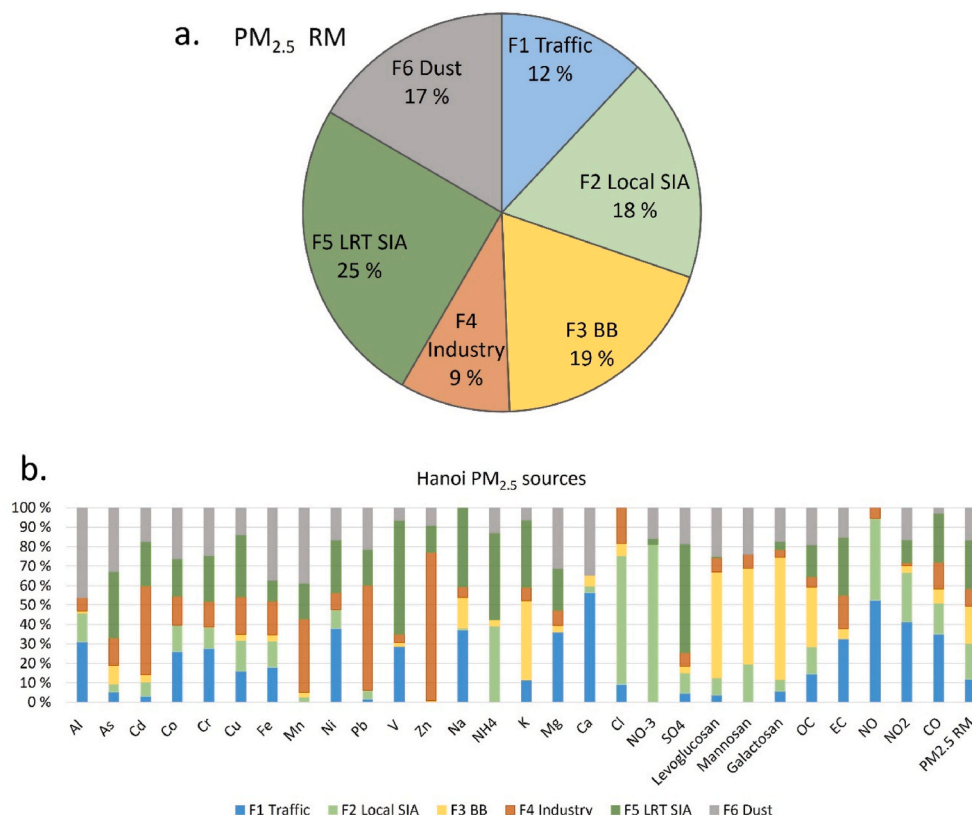 a. PM2.5 RM
F1 Traffic
12 %
F6 Dust
17 %
F2 Local SIA
18 %
F5 LRT SIA
25 %
F4
Industry
9 %
F3 BB
19 %
b.
Hanoi PM2.5 sources
100 %
90 %
80 %
70 %
60 %
50 %
40 %
30 %
20 %
10 %
0 %
Al As Cd Co Cr Cu Fe Mn Ni Pb V Zn Na NH4 K Mg Ca Cl NO-3 SO4 Levoglucosan Mannosan Galactosan OC EC NO NO2 CO PM2.5 RM
F1 Traffic F2 Local SIA F3 BB F4 Industry F5 LRT SIA F6 Dust